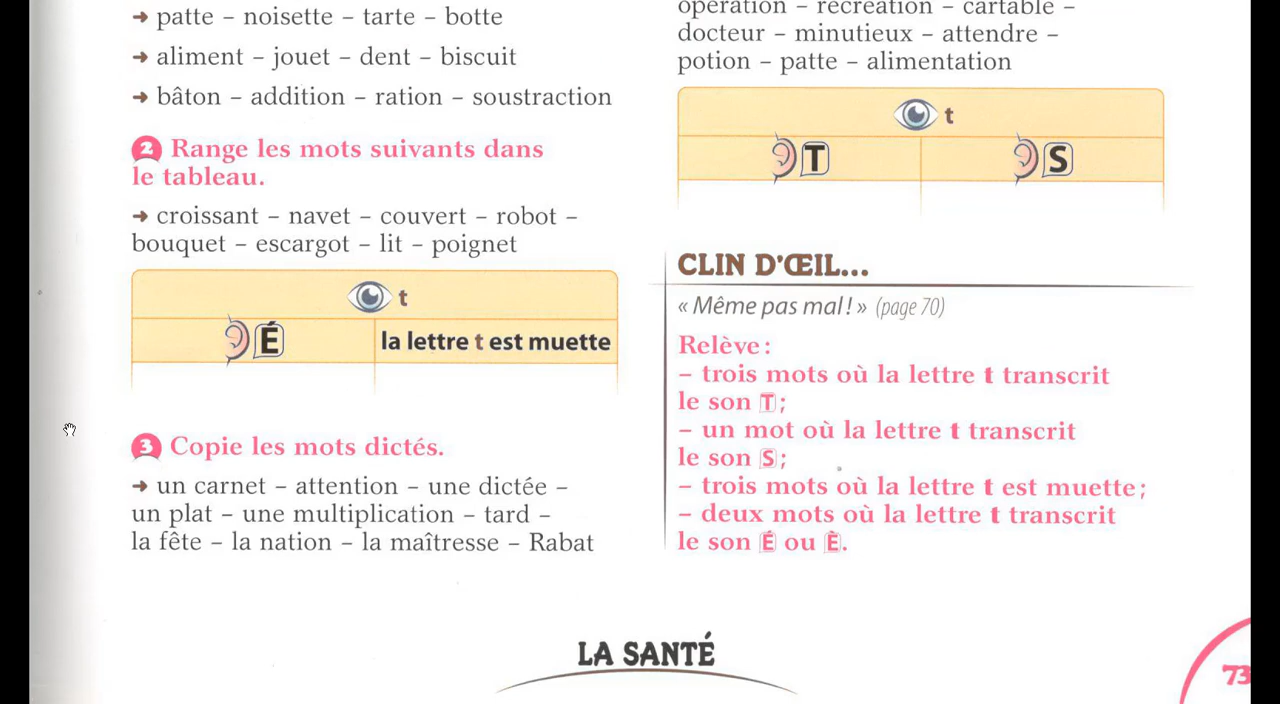 → patte – noisette – tarte – botte
→ aliment – jouet – dent – biscuit
→ bâton – addition – ration – soustraction
2 Range les mots suivants dans
le tableau.
→ croissant – navet – couvert – robot –
bouquet – escargot – lit – poignet
t
É
la lettre t est muette
3 Copie les mots dictés.
→ un carnet – attention – une dictée –
un plat – une multiplication – tard –
la fête – la nation – la maîtresse – Rabat
opération – récréation – cartable –
docteur – minutieux – attendre –
potion – patte – alimentation
t
T
S
CLIN D'ŒIL...
« Même pas mal ! » (page 70)
Relève :
– trois mots où la lettre t transcrit
le son T ;
– un mot où la lettre t transcrit
le son S ;
– trois mots où la lettre t est muette ;
– deux mots où la lettre t transcrit
le son É ou È.
LA SANTÉ
73